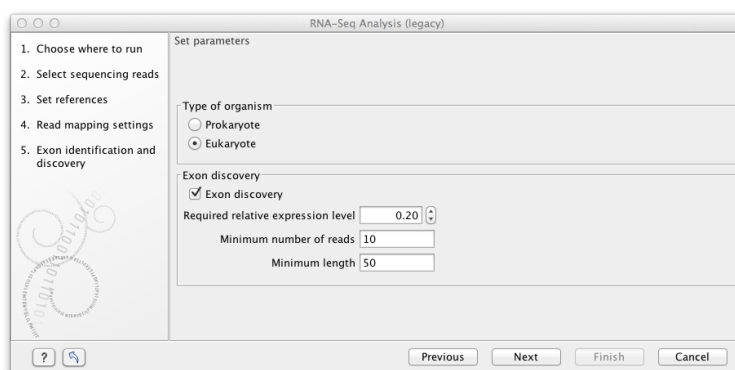 RNA-Seq Analysis (legacy)
1. Choose where to run
2. Select sequencing reads
3. Set references
4. Read mapping settings
5. Exon identification and
discovery
Set parameters
Type of organism
Prokaryote
Eukaryote
Exon discovery
Exon discovery
Required relative expression level 0.20
Minimum number of reads 10
Minimum length 50
? Previous Next Finish Cancel